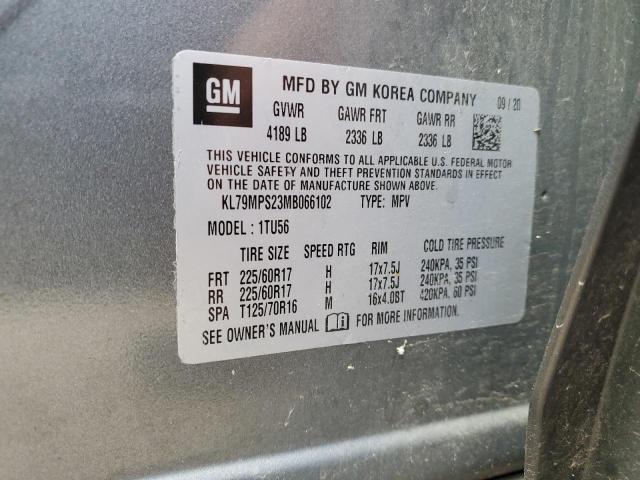 GM
MFD BY GM KOREA COMPANY 09 / 20
GVWR GAWR FRT GAWR RR
4189 LB 2336 LB 2336 LB
THIS VEHICLE CONFORMS TO ALL APPLICABLE U.S. FEDERAL MOTOR
VEHICLE SAFETY AND THEFT PREVENTION STANDARDS IN EFFECT ON THE
DATE OF MANUFACTURE SHOWN ABOVE.
KL79MPS23MB066102 TYPE: MPV
MODEL : 1TU56
TIRE SIZE SPEED RTG RIM COLD TIRE PRESSURE
FRT 225/60R17 H 17x7.5J 240KPA, 35 PSI
RR 225/60R17 H 17x7.5J 240KPA, 35 PSI
SPA T125/70R16 M 16x4.0BT 420KPA, 60 PSI
SEE OWNER'S MANUAL FOR MORE INFORMATION.